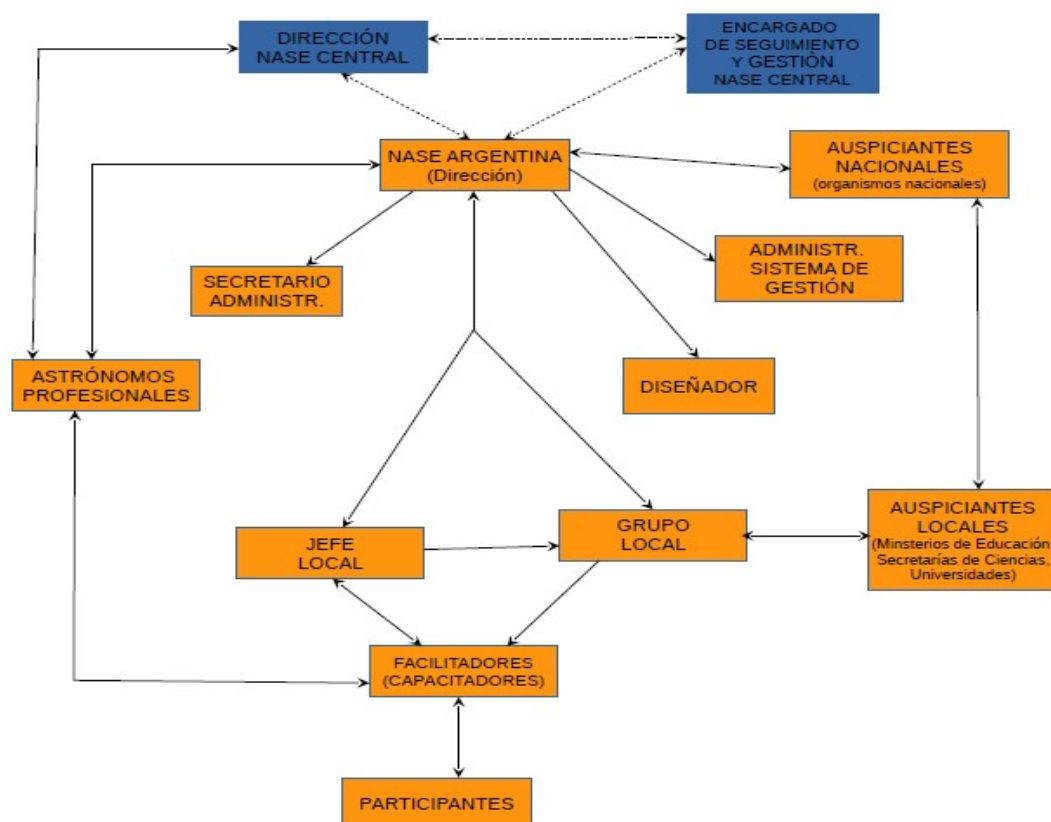 DIRECCIÓN
NASE CENTRAL
ENCARGADO
DE SEGUIMIENTO
Y GESTIÒN
NASE CENTRAL
NASE ARGENTINA
(Dirección)
AUSPICIANTES
NACIONALES
(organismos nacionales)
SECRETARIO
ADMINISTR.
ADMINISTR.
SISTEMA DE
GESTIÓN
ASTRÓNOMOS
PROFESIONALES
DISEÑADOR
JEFE
LOCAL
GRUPO
LOCAL
AUSPICIANTES
LOCALES
(Minsterios de Educación,
Secretarías de Ciencias,
Universidades)
FACILITADORES
(CAPACITADORES)
PARTICIPANTES